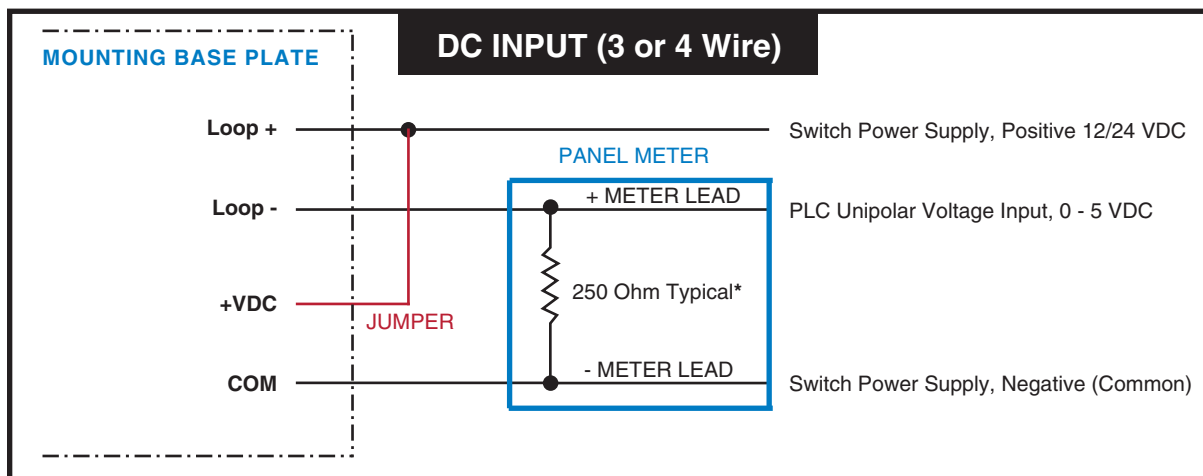 DC INPUT (3 or 4 Wire)
MOUNTING BASE PLATE
Loop +
Switch Power Supply, Positive 12/24 VDC
PANEL METER
+ METER LEAD
Loop -
PLC Unipolar Voltage Input, 0 - 5 VDC
250 Ohm Typical*
+VDC
JUMPER
- METER LEAD
COM
Switch Power Supply, Negative (Common)